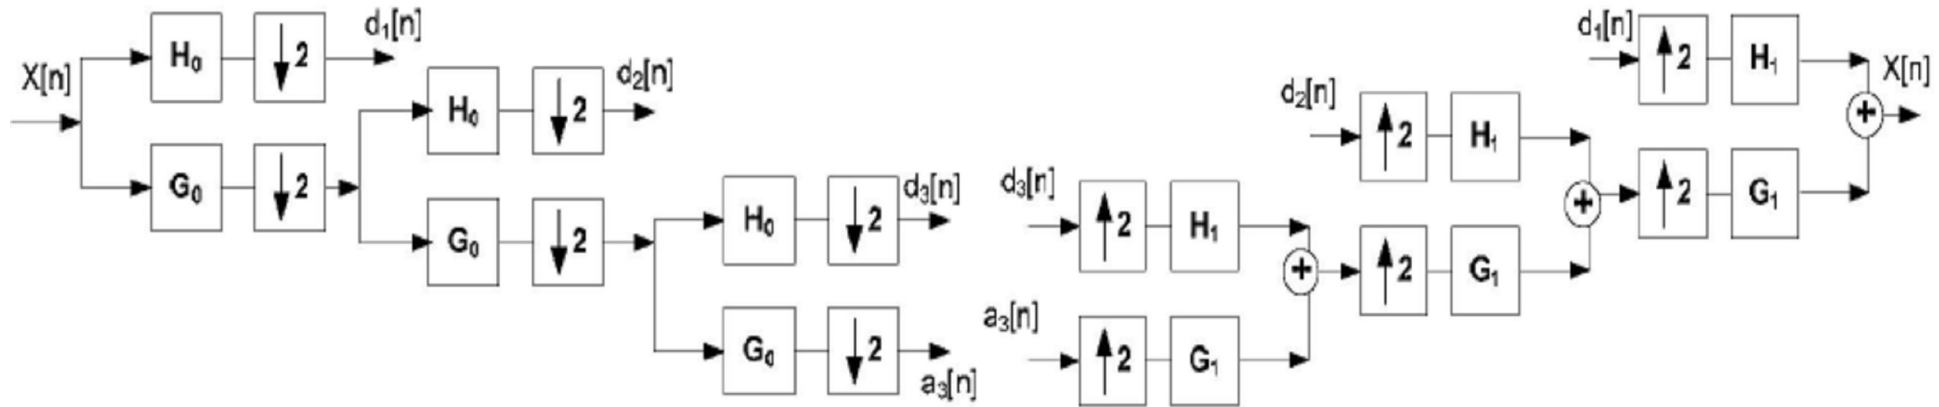 X[n]
H₀
↓2
d₁[n]
G₀
↓2
H₀
↓2
d₂[n]
G₀
↓2
H₀
↓2
d₃[n]
G₀
↓2
a₃[n]
d₃[n]
↑2
H₁
a₃[n]
↑2
G₁
+
d₂[n]
↑2
H₁
↑2
G₁
+
d₁[n]
↑2
H₁
↑2
G₁
+
X[n]